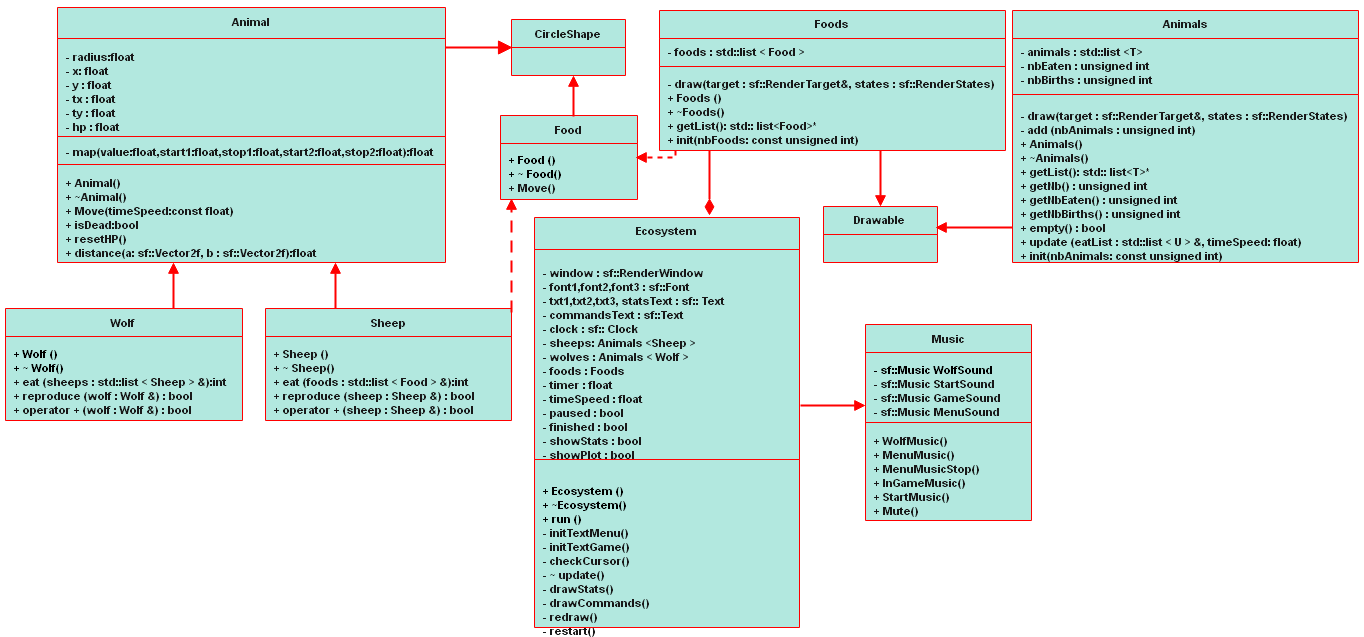 Animal
- radius:float
- x: float
- y : float
- tx : float
- ty : float
- hp : float
- map(value:float,start1:float,stop1:float,start2:float,stop2:float):float
+ Animal()
+ ~Animal()
+ Move(timeSpeed:const float)
+ isDead:bool
+ resetHP()
+ distance(a: sf::Vector2f, b : sf::Vector2f):float
CircleShape
Food
+ Food ()
+ ~ Food()
+ Move()
Foods
- foods : std::list < Food >
- draw(target : sf::RenderTarget&, states : sf::RenderStates)
+ Foods ()
+ ~Foods()
+ getList(): std:: list<Food>*
+ init(nbFoods: const unsigned int)
Animals
- animals : std::list <T>
- nbEaten : unsigned int
- nbBirths : unsigned int
- draw(target : sf::RenderTarget&, states : sf::RenderStates)
- add (nbAnimals : unsigned int)
+ Animals()
+ ~Animals()
+ getList(): std:: list<T>*
+ getNb() : unsigned int
+ getNbEaten() : unsigned int
+ getNbBirths() : unsigned int
+ empty() : bool
+ update (eatList : std::list < U > &, timeSpeed: float)
+ init(nbAnimals: const unsigned int)
Drawable
Wolf
+ Wolf ()
+ ~ Wolf()
+ eat (sheeps : std::list < Sheep > &):int
+ reproduce (wolf : Wolf &) : bool
+ operator + (wolf : Wolf &) : bool
Sheep
+ Sheep ()
+ ~ Sheep()
+ eat (foods : std::list < Food > &):int
+ reproduce (sheep : Sheep &) : bool
+ operator + (sheep : Sheep &) : bool
Ecosystem
- window : sf::RenderWindow
- font1,font2,font3 : sf::Font
- txt1,txt2,txt3, statsText : sf:: Text
- commandsText : sf::Text
- clock : sf:: Clock
- sheeps: Animals <Sheep >
- wolves : Animals < Wolf >
- foods : Foods
- timer : float
- timeSpeed : float
- paused : bool
- finished : bool
- showStats : bool
- showPlot : bool
+ Ecosystem ()
+ ~Ecosystem()
+ run ()
- initTextMenu()
- initTextGame()
- checkCursor()
- ~ update()
- drawStats()
- drawCommands()
- redraw()
- restart()
Music
- sf::Music WolfSound
- sf::Music StartSound
- sf::Music GameSound
- sf::Music MenuSound
+ WolfMusic()
+ MenuMusic()
+ MenuMusicStop()
+ InGameMusic()
+ StartMusic()
+ Mute()